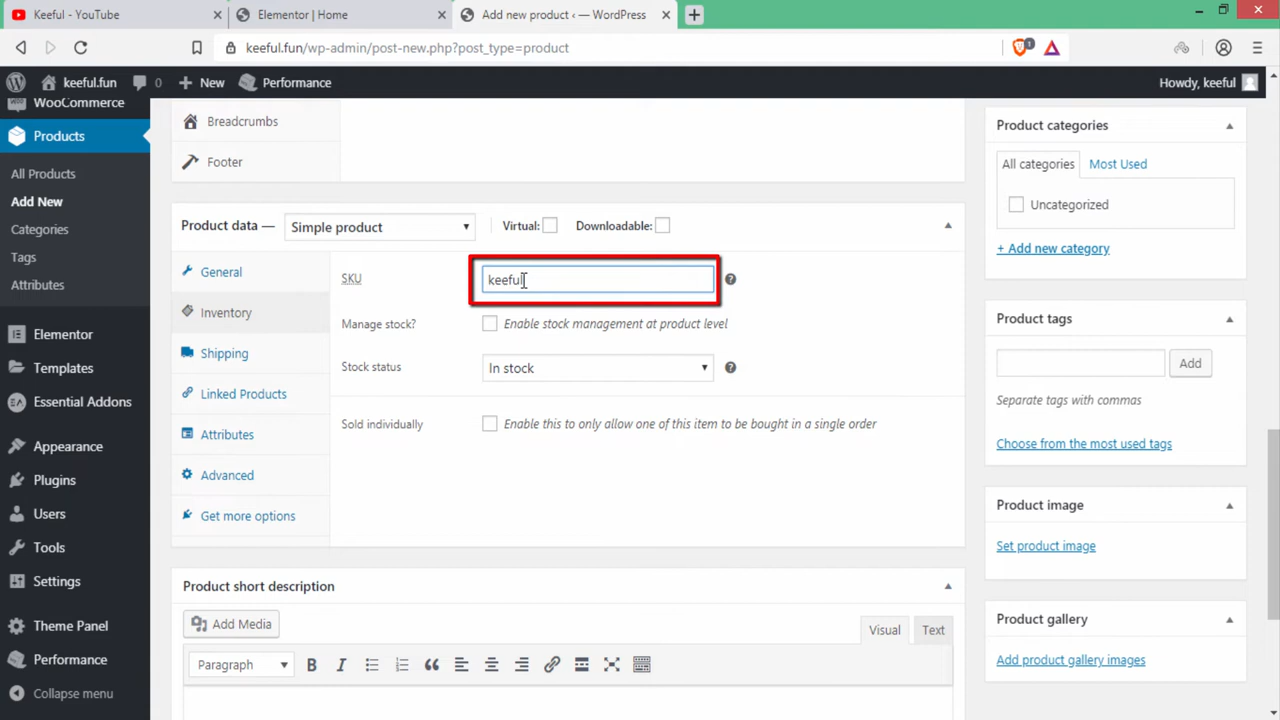 Keeful - YouTube
Elementor | Home
Add new product ‹ — WordPress
keeful.fun/wp-admin/post-new.php?post_type=product
1
keeful.fun
0
New
Performance
Howdy, keeful
WooCommerce
Products
All Products
Add New
Categories
Tags
Attributes
Elementor
Templates
Essential Addons
Appearance
Plugins
Users
Tools
Settings
Theme Panel
Performance
Collapse menu
Breadcrumbs
Footer
Product data —
Simple product
Virtual:
Downloadable:
General
Inventory
Shipping
Linked Products
Attributes
Advanced
Get more options
SKU
keeful
Manage stock?
Enable stock management at product level
Stock status
In stock
Sold individually
Enable this to only allow one of this item to be bought in a single order
Product short description
Add Media
Visual
Text
Paragraph
B
I
Product categories
All categories
Most Used
Uncategorized
+ Add new category
Product tags
Add
Separate tags with commas
Choose from the most used tags
Product image
Set product image
Product gallery
Add product gallery images